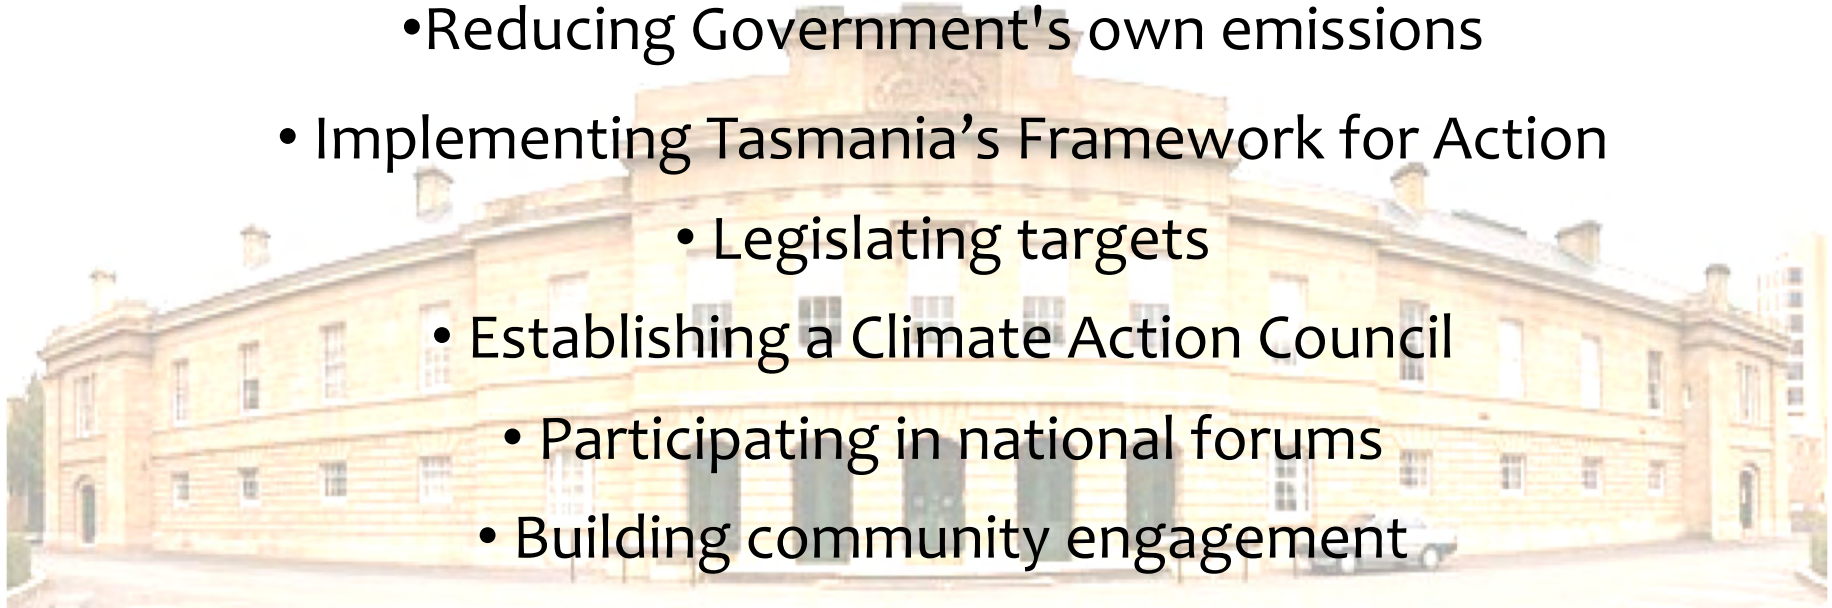 •Reducing Government's own emissions
• Implementing Tasmania’s Framework for Action
• Legislating targets
• Establishing a Climate Action Council
• Participating in national forums
• Building community engagement